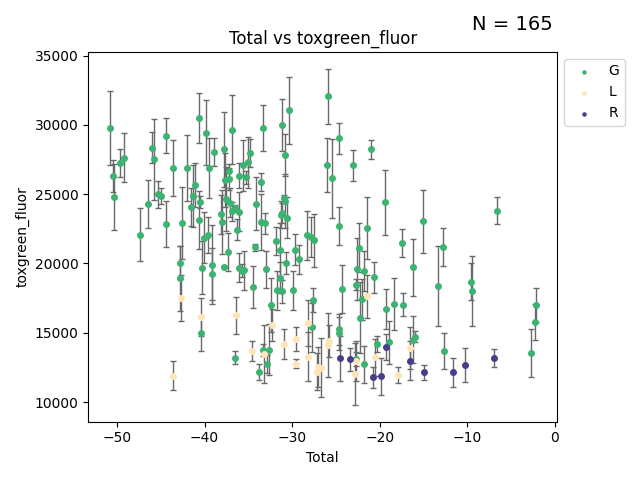 N = 165
Total vs toxgreen_fluor
35000
30000
25000
20000
15000
10000
toxgreen_fluor
−50
−40
−30
−20
−10
0
Total
G
L
R